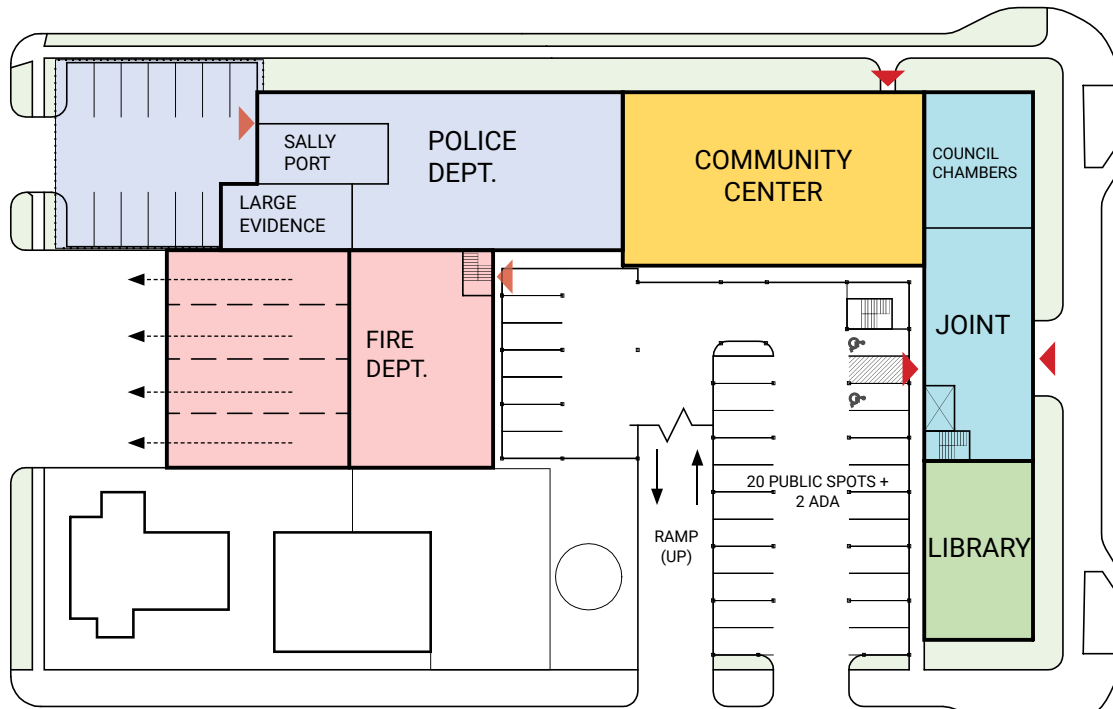 POLICE
DEPT.
SALLY
PORT
LARGE
EVIDENCE
COMMUNITY
CENTER
COUNCIL
CHAMBERS
JOINT
FIRE
DEPT.
20 PUBLIC SPOTS +
2 ADA
RAMP
(UP)
LIBRARY